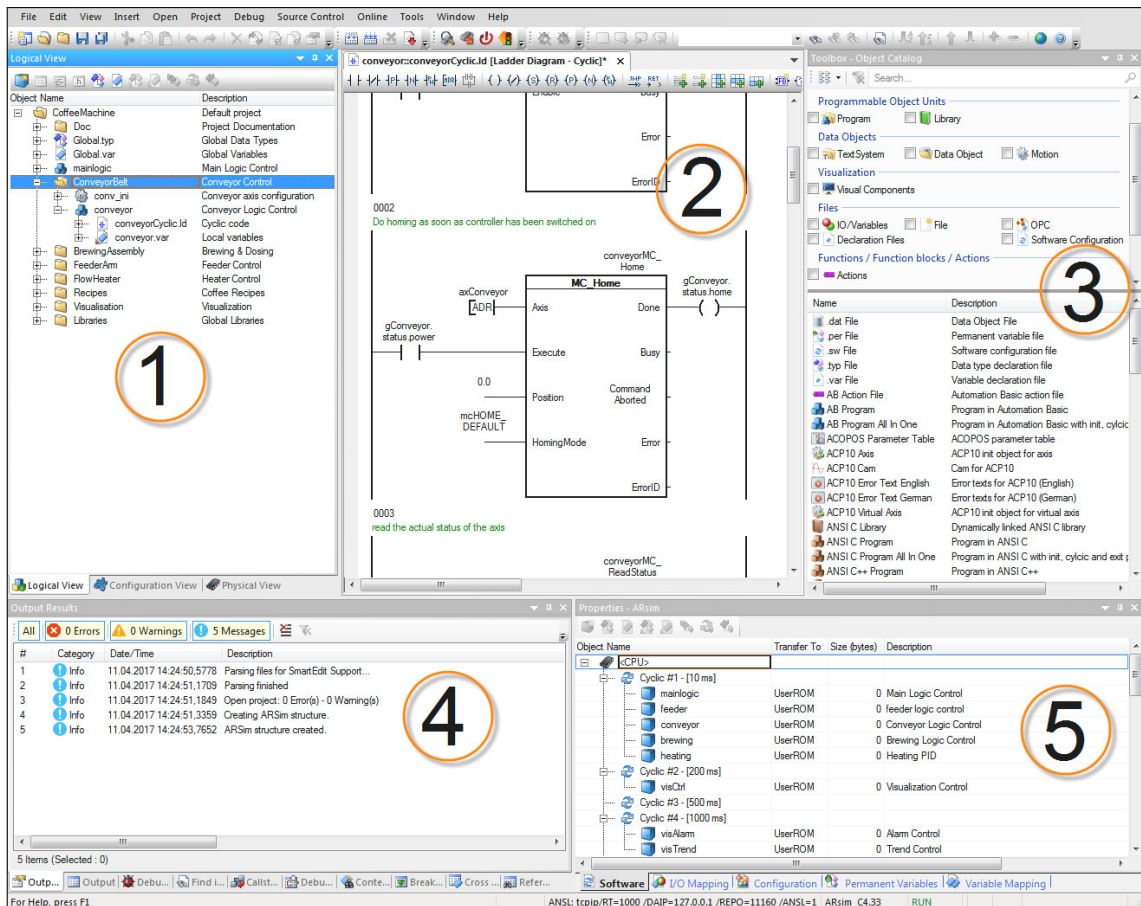 File Edit View Insert Open Project Debug Source Control Online Tools Window Help
Logical View
Object Name Description
CoffeeMachine Default project
Doc Project Documentation
Global.typ Global Data Types
Global.var Global Variables
mainlogic Main Logic Control
ConveyorBelt Conveyor Control
conv_ini Conveyor axis configuration
conveyor Conveyor Logic Control
conveyorCyclic.ld Cyclic code
conveyor.var Local variables
BrewingAssembly Brewing & Dosing
FeederArm Feeder Control
FlowHeater Heater Control
Recipes Coffee Recipes
Visualisation Visualization
Libraries Global Libraries
1
Logical View Configuration View Physical View
conveyor::conveyorCyclic.ld [Ladder Diagram - Cyclic]*
Enable Busy
Error
ErrorID
2
0002
Do homing as soon as controller has been switched on
conveyorMC_
Home
MC_Home
axConveyor
ADR
Axis Done
gConveyor.
status.home
gConveyor.
status.power
Execute Busy
0.0
Position
Command
Aborted
mcHOME_
DEFAULT
HomingMode Error
ErrorID
0003
read the actual status of the axis
conveyorMC_
ReadStatus
Toolbox - Object Catalog
Search...
Programmable Object Units
Program Library
Data Objects
TextSystem Data Object Motion
Visualization
Visual Components
Files
IO/Variables File OPC
Declaration Files Software Configuration
Functions / Function blocks / Actions
Actions
3
Name Description
.dat File Data Object File
.per File Permanent variable file
.sw File Software configuration file
.typ File Data type declaration file
.var File Variable declaration file
AB Action File Automation Basic action file
AB Program Program in Automation Basic
AB Program All In One Program in Automation Basic with init, cylcic
ACOPOS Parameter Table ACOPOS parameter table
ACP10 Axis ACP10 init object for axis
ACP10 Cam Cam for ACP10
ACP10 Error Text English Error texts for ACP10 (English)
ACP10 Error Text German Error texts for ACP10 (German)
ACP10 Virtual Axis ACP10 init object for virtual axis
ANSI C Library Dynamically linked ANSI C library
ANSI C Program Program in ANSI C
ANSI C Program All In One Program in ANSI C with init, cylcic and exit
ANSI C++ Program Program in ANSI C++
Output Results
All 0 Errors 0 Warnings 5 Messages
# Category Date/Time Description
1 Info 11.04.2017 14:24:50,5778 Parsing files for SmartEdit Support...
2 Info 11.04.2017 14:24:51,1709 Parsing finished
3 Info 11.04.2017 14:24:51,1849 Open project: 0 Error(s) - 0 Warning(s)
4 Info 11.04.2017 14:24:51,3359 Creating ARSim structure.
5 Info 11.04.2017 14:24:53,7652 ARSim structure created.
4
5 Items (Selected : 0)
Outp... Output Debu... Find i... Callst... Debu... Conte... Break... Cross ... Refer...
Properties - ARsim
Object Name Transfer To Size (bytes) Description
<CPU>
Cyclic #1 - [10 ms]
mainlogic UserROM 0 Main Logic Control
feeder UserROM 0 feeder logic control
conveyor UserROM 0 Conveyor Logic Control
brewing UserROM 0 Brewing Logic Control
heating UserROM 0 Heating PID
Cyclic #2 - [200 ms]
visCtrl UserROM 0 Visualization Control
Cyclic #3 - [500 ms]
Cyclic #4 - [1000 ms]
visAlarm UserROM 0 Alarm Control
visTrend UserROM 0 Trend Control
5
Software I/O Mapping Configuration Permanent Variables Variable Mapping
For Help, press F1
ANSL: tcpip/RT=1000 /DAIP=127.0.0.1 /REPO=11160 /ANSL=1 ARsim C4.33 RUN